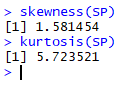 > skewness(SP)
[1] 1.581454
> kurtosis(SP)
[1] 5.723521
>